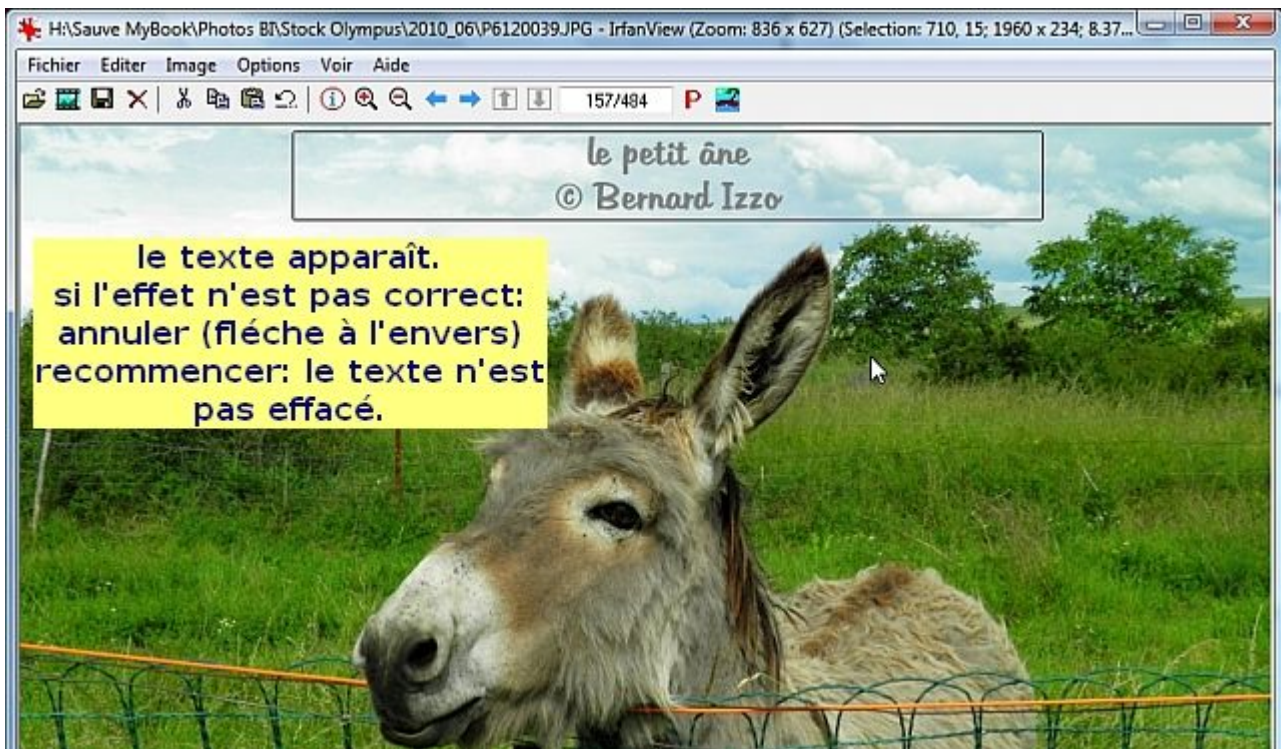 H:\Sauve MyBook\Photos BI\Stock Olympus\2010_06\P6120039.JPG - IrfanView (Zoom: 836 x 627) (Selection: 710, 15; 1960 x 234; 8.37...
Fichier Editer Image Options Voir Aide
157/484 P
le petit âne
© Bernard Izzo
le texte apparaît.
si l'effet n'est pas correct:
annuler (fléche à l'envers)
recommencer: le texte n'est
pas effacé.